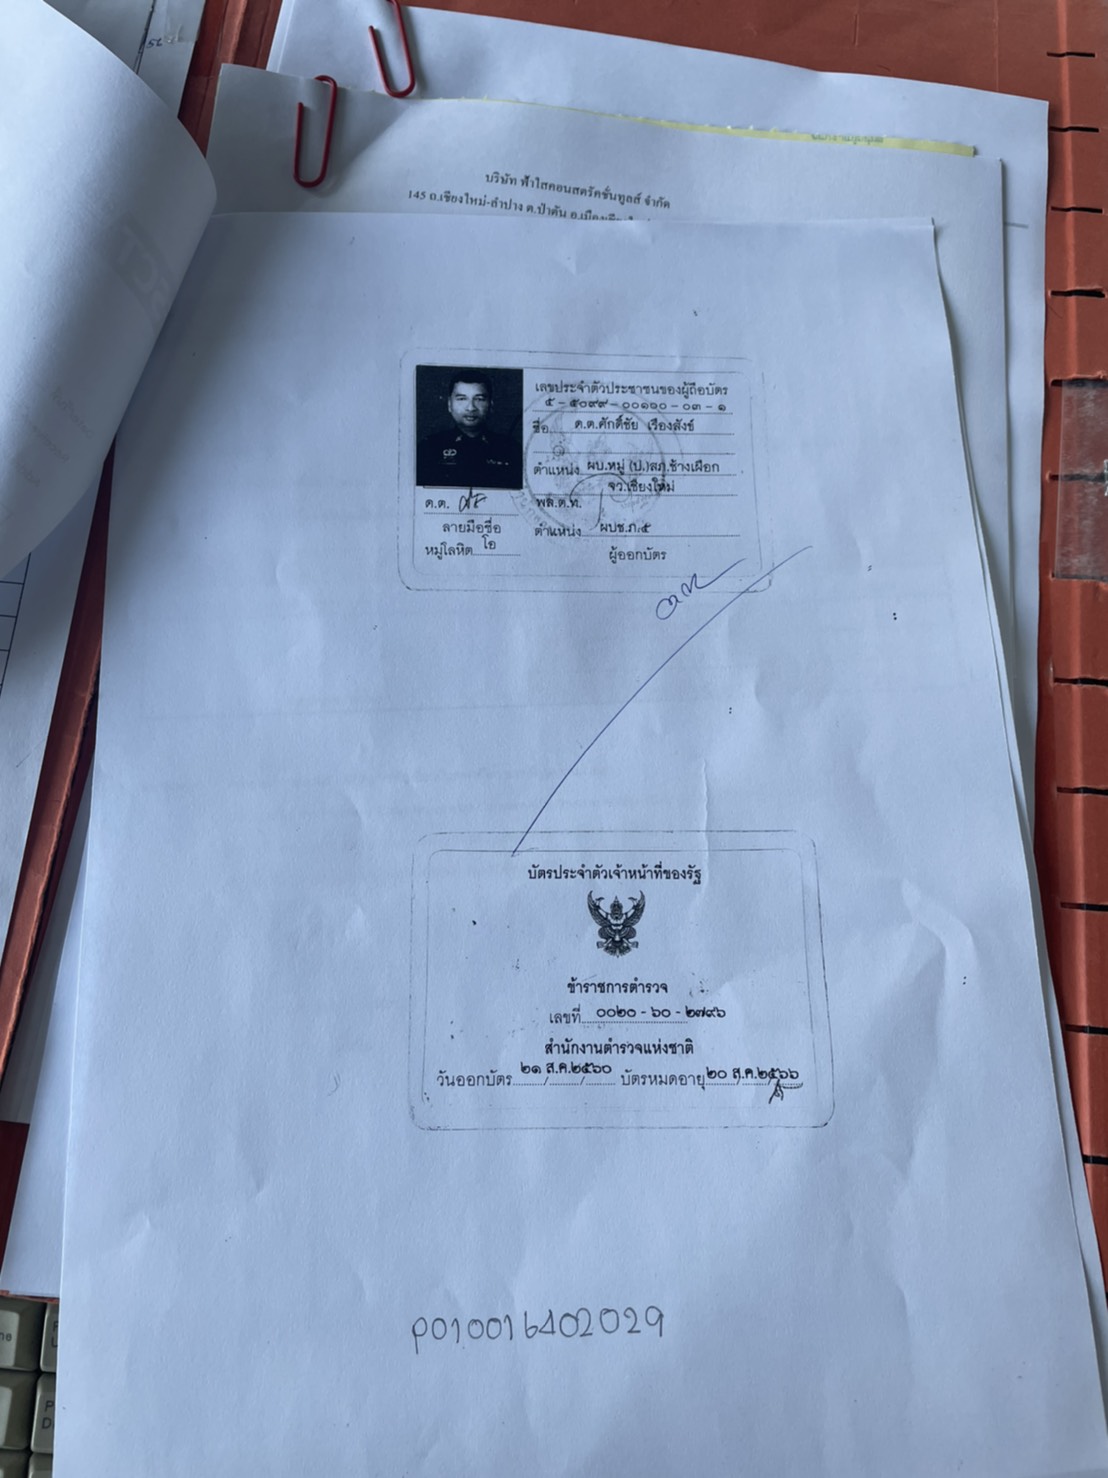 บริษัท ฟ้าใสคอนสตรัคชั่นทูลส์ จำกัด
145 ถ.เชียงใหม่-ลำปาง ต.ป่าตัน
เลขประจำตัวประชาชนของผู้ถือบัตร
๕ - ๕๐๙๙ - ๐๐๑๐๐ - ๐๓ - ๑
ชื่อ ด.ต.ศักดิ์ชัย เรืองสังข์
ตำแหน่ง ผบ.หมู่ (ป.)สภ.ช้างเผือก
จว.เชียงใหม่
ด.ต.
พล.ต.ท.
ลายมือชื่อ
ตำแหน่ง ผบช.ภ.๕
หมู่โลหิต โอ
ผู้ออกบัตร
บัตรประจำตัวเจ้าหน้าที่ของรัฐ
ข้าราชการตำรวจ
เลขที่ ๐๐๒๐ - ๖๐ - ๒๗๙๖
สำนักงานตำรวจแห่งชาติ
วันออกบัตร ๒๑ ส.ค.๒๕๖๐ บัตรหมดอายุ ๒๐ ส.ค.๒๕๖๖
P010016402029